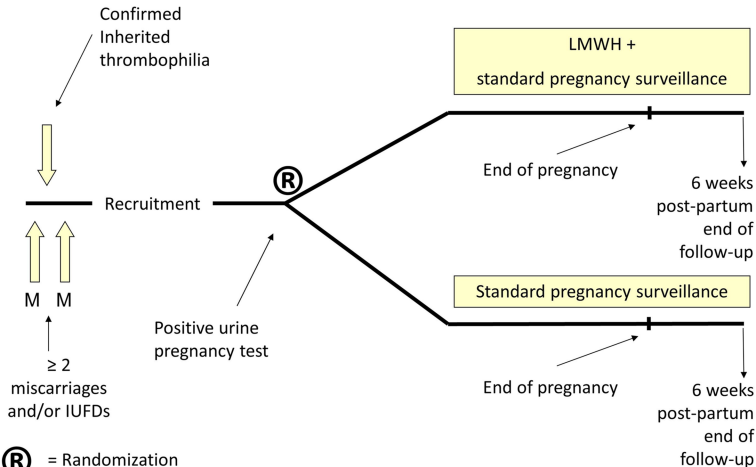 Confirmed
Inherited
thrombophilia
LMWH +
standard pregnancy surveillance
®
Recruitment
End of pregnancy
6 weeks
post-partum
end of
follow-up
M M
≥ 2
miscarriages
and/or IUFDs
Positive urine
pregnancy test
Standard pregnancy surveillance
End of pregnancy
6 weeks
post-partum
end of
follow-up
® = Randomization